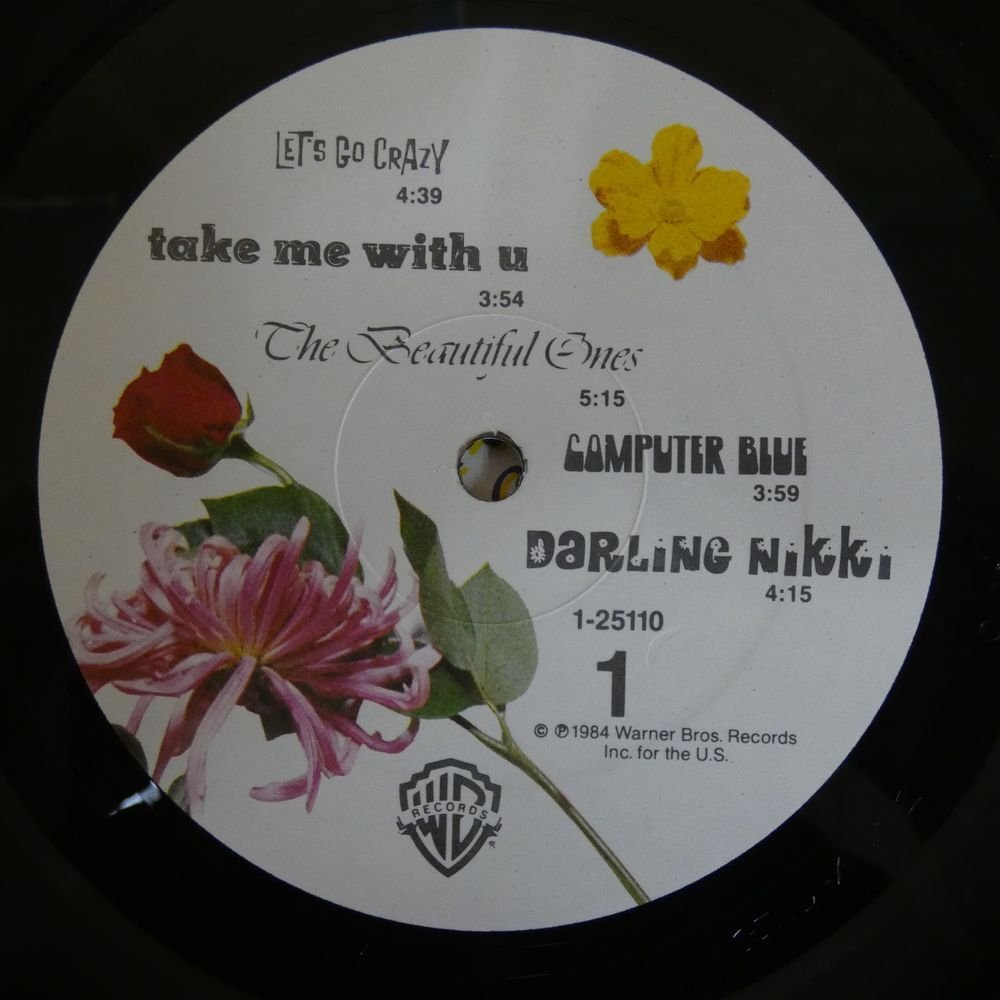 LET'S GO CRAZY
4:39
take me with u
3:54
The Beautiful Ones
5:15
COMPUTER BLUE
3:59
DARLING NIKKI
4:15
1-25110
1
© ℗1984 Warner Bros. Records
Inc. for the U.S.
WB
RECORDS
®